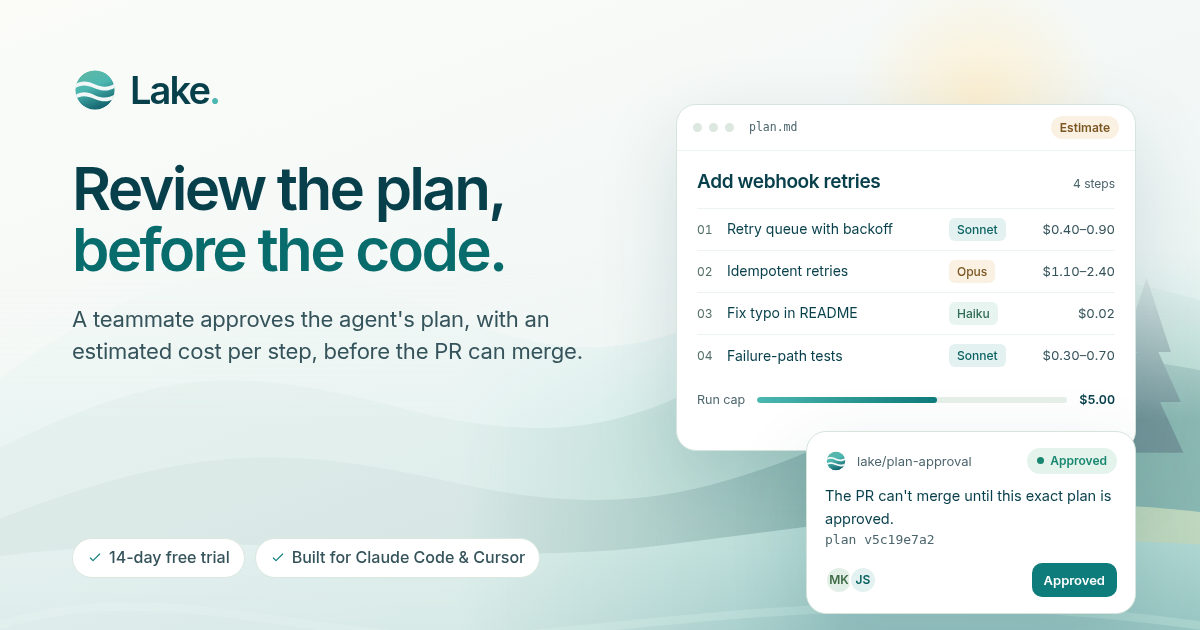 Lake.
Review the plan,
before the code.
A teammate approves the agent's plan, with an
estimated cost per step, before the PR can merge.
14-day free trial
Built for Claude Code & Cursor
plan.md
Estimate
Add webhook retries
4 steps
01 Retry queue with backoff Sonnet $0.40–0.90
02 Idempotent retries Opus $1.10–2.40
03 Fix typo in README Haiku $0.02
04 Failure-path tests Sonnet $0.30–0.70
Run cap $5.00
lake/plan-approval
Approved
The PR can't merge until this exact plan is
approved.
plan v5c19e7a2
MK JS
Approved